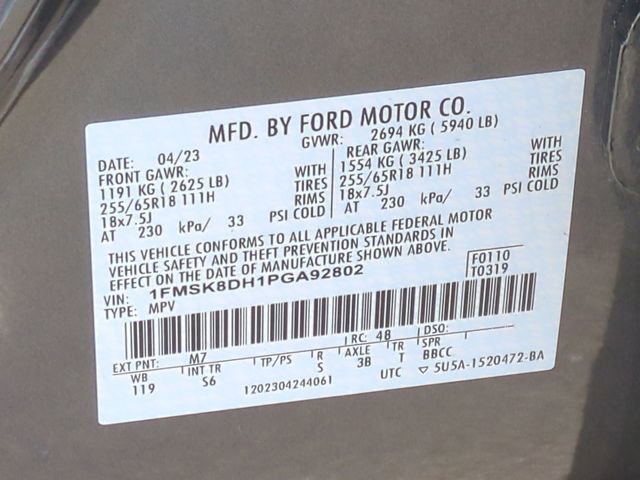 MFD. BY FORD MOTOR CO.
DATE: 04/23 GVWR: 2694 KG ( 5940 LB)
FRONT GAWR: WITH REAR GAWR: WITH
1191 KG ( 2625 LB) TIRES 1554 KG ( 3425 LB) TIRES
255/65R18 111H RIMS 255/65R18 111H RIMS
18x7.5J 18x7.5J
AT 230 kPa/ 33 PSI COLD AT 230 kPa/ 33 PSI COLD
THIS VEHICLE CONFORMS TO ALL APPLICABLE FEDERAL MOTOR
VEHICLE SAFETY AND THEFT PREVENTION STANDARDS IN
EFFECT ON THE DATE OF MANUFACTURE SHOWN ABOVE.
VIN: 1FMSK8DH1PGA92802 F0110
TYPE: MPV T0319
EXT PNT: M7 RC: 48 DSO:
WB INT TR TP/PS R AXLE TR SPR
119 S6 S 3B T BBCC
1202304244061 UTC ▽ 5U5A-1520472-BA